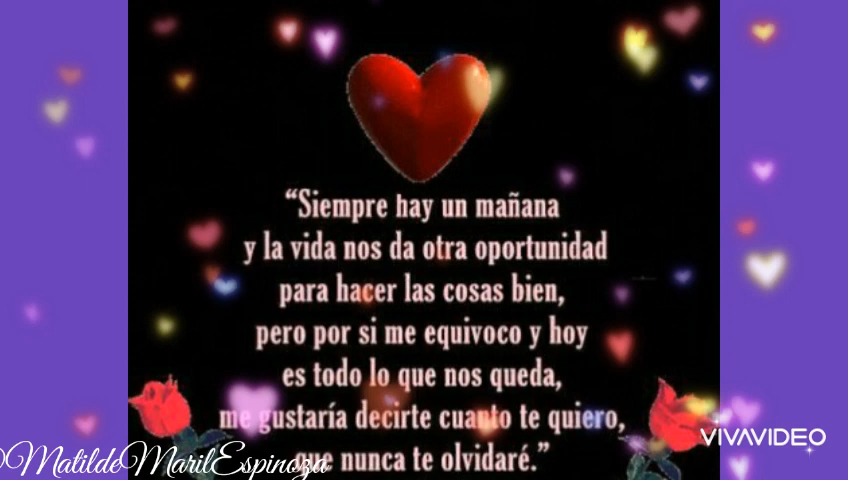 “Siempre hay un mañana
y la vida nos da otra oportunidad
para hacer las cosas bien,
pero por si me equivoco y hoy
es todo lo que nos queda,
me gustaría decirte cuanto te quiero,
que nunca te olvidaré.”
MatildeMarilEspinoza
VIVAVIDEO